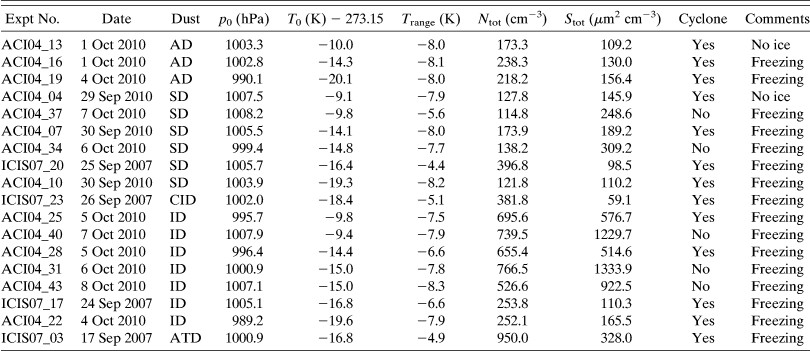 Expt No. Date Dust p0 (hPa) T0 (K) − 273.15 Trange (K) Ntot (cm−3) Stot (μm2 cm−3) Cyclone Comments
ACI04_13 1 Oct 2010 AD 1003.3 −10.0 −8.0 173.3 109.2 Yes No ice
ACI04_16 1 Oct 2010 AD 1002.8 −14.3 −8.1 238.3 130.0 Yes Freezing
ACI04_19 4 Oct 2010 AD 990.1 −20.1 −8.0 218.2 156.4 Yes Freezing
ACI04_04 29 Sep 2010 SD 1007.5 −9.1 −7.9 127.8 145.9 Yes No ice
ACI04_37 7 Oct 2010 SD 1008.2 −9.8 −5.6 114.8 248.6 No Freezing
ACI04_07 30 Sep 2010 SD 1005.5 −14.1 −8.0 173.9 189.2 Yes Freezing
ACI04_34 6 Oct 2010 SD 999.4 −14.8 −7.7 138.2 309.2 No Freezing
ICIS07_20 25 Sep 2007 SD 1005.7 −16.4 −4.4 396.8 98.5 Yes Freezing
ACI04_10 30 Sep 2010 SD 1003.9 −19.3 −8.2 121.8 110.2 Yes Freezing
ICIS07_23 26 Sep 2007 CID 1002.0 −18.4 −5.1 381.8 59.1 Yes Freezing
ACI04_25 5 Oct 2010 ID 995.7 −9.8 −7.5 695.6 576.7 Yes Freezing
ACI04_40 7 Oct 2010 ID 1007.9 −9.4 −7.9 739.5 1229.7 No Freezing
ACI04_28 5 Oct 2010 ID 996.4 −14.4 −6.6 655.4 514.6 Yes Freezing
ACI04_31 6 Oct 2010 ID 1000.9 −15.0 −7.8 766.5 1333.9 No Freezing
ACI04_43 8 Oct 2010 ID 1007.1 −15.0 −8.3 526.6 922.5 No Freezing
ICIS07_17 24 Sep 2007 ID 1005.1 −16.8 −6.6 253.8 110.3 Yes Freezing
ACI04_22 4 Oct 2010 ID 989.2 −19.6 −7.9 252.1 165.5 Yes Freezing
ICIS07_03 17 Sep 2007 ATD 1000.9 −16.8 −4.9 950.0 328.0 Yes Freezing